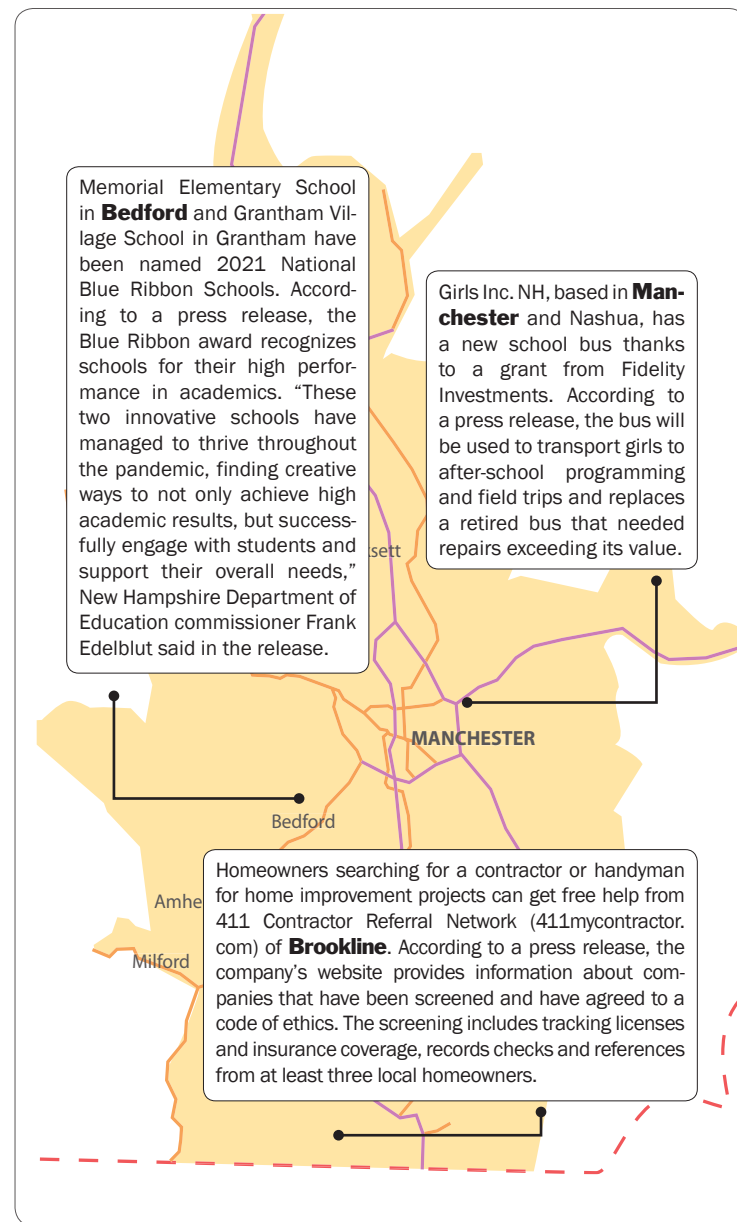 Memorial Elementary School
in Bedford and Grantham Vil-
lage School in Grantham have
been named 2021 National
Blue Ribbon Schools. Accord-
ing to a press release, the
Blue Ribbon award recognizes
schools for their high perfor-
mance in academics. “These
two innovative schools have
managed to thrive throughout
the pandemic, finding creative
ways to not only achieve high
academic results, but success-
fully engage with students and
support their overall needs,”
New Hampshire Department of
Education commissioner Frank
Edelblut said in the release.
Girls Inc. NH, based in Man-
chester and Nashua, has
a new school bus thanks
to a grant from Fidelity
Investments. According to
a press release, the bus will
be used to transport girls to
after-school programming
and field trips and replaces
a retired bus that needed
repairs exceeding its value.
sett
MANCHESTER
Bedford
Amhe
Milford
Homeowners searching for a contractor or handyman
for home improvement projects can get free help from
411 Contractor Referral Network (411mycontractor.
com) of Brookline. According to a press release, the
company’s website provides information about com-
panies that have been screened and have agreed to a
code of ethics. The screening includes tracking licenses
and insurance coverage, records checks and references
from at least three local homeowners.